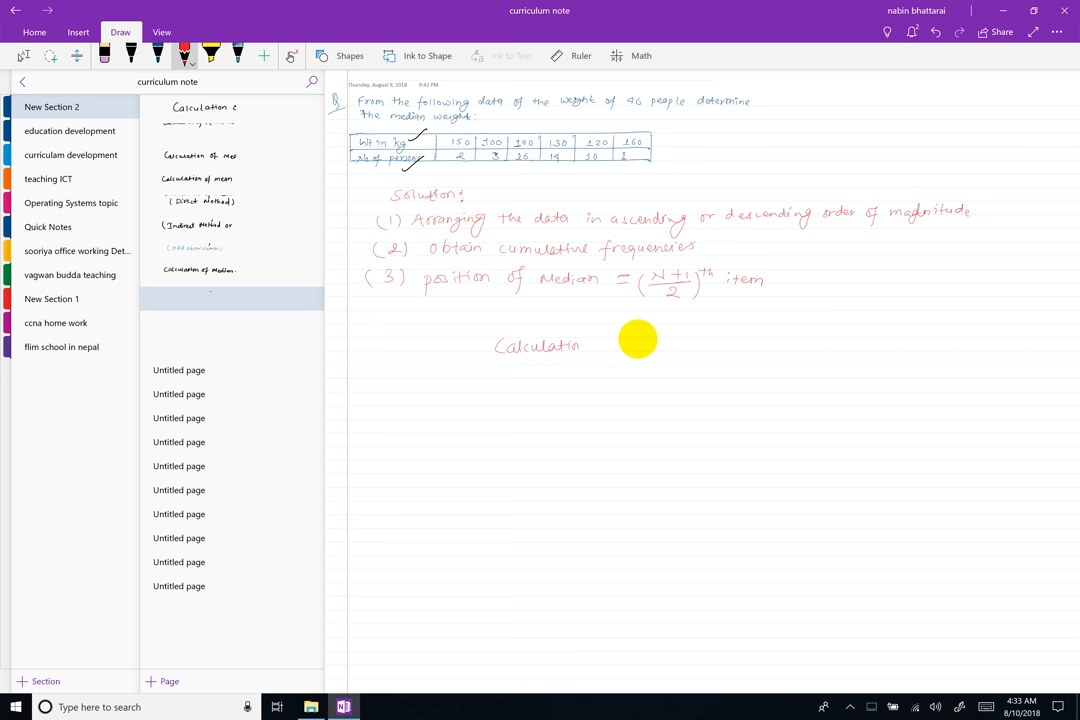 curriculum note
nabin bhattarai
Home Insert Draw View
Share
Shapes Ink to Shape Ink to Text Ruler Math
curriculum note
New Section 2
education development
curriculam development
teaching ICT
Operating Systems topic
Quick Notes
sooriya office working Det...
vagwan budda teaching
New Section 1
ccna home work
flim school in nepal
Calculation c
Calculation of Mea
Calculation of mean
(Direct Method)
(Indirect Method or
(odd observation)
Calculation of Median.
Untitled page
Untitled page
Untitled page
Untitled page
Untitled page
Untitled page
Untitled page
Untitled page
Untitled page
Untitled page
Section
Page
Thursday, August 9, 2018 9:42 PM
Q. From the following data of the weight of 46 people determine
the median weight:
Wt in kg 150 100 140 130 120 160
No of persons 2 3 16 14 10 1
Solution:
(1) Arranging the data in ascending or descending order of magnitude
(2) Obtain cumulative frequencies
(3) position of Median = (N+1/2)th item
Calculation
Type here to search
4:33 AM
8/10/2018